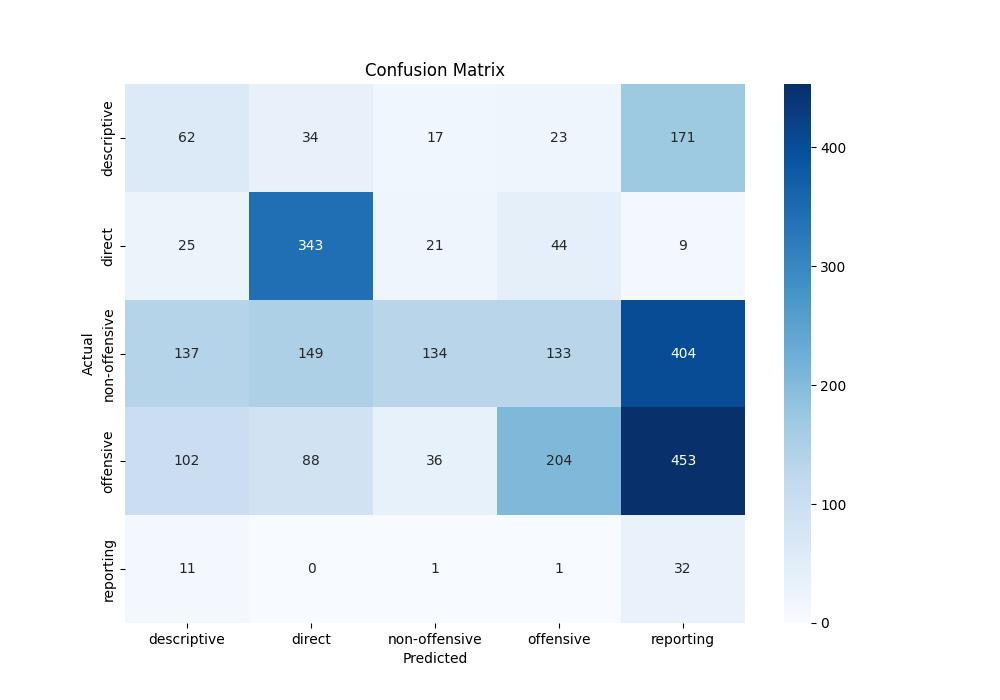 Confusion Matrix
descriptive 62 34 17 23 171
direct 25 343 21 44 9
non-offensive 137 149 134 133 404
offensive 102 88 36 204 453
reporting 11 0 1 1 32
Actual
descriptive direct non-offensive offensive reporting
Predicted
400
300
200
100
0